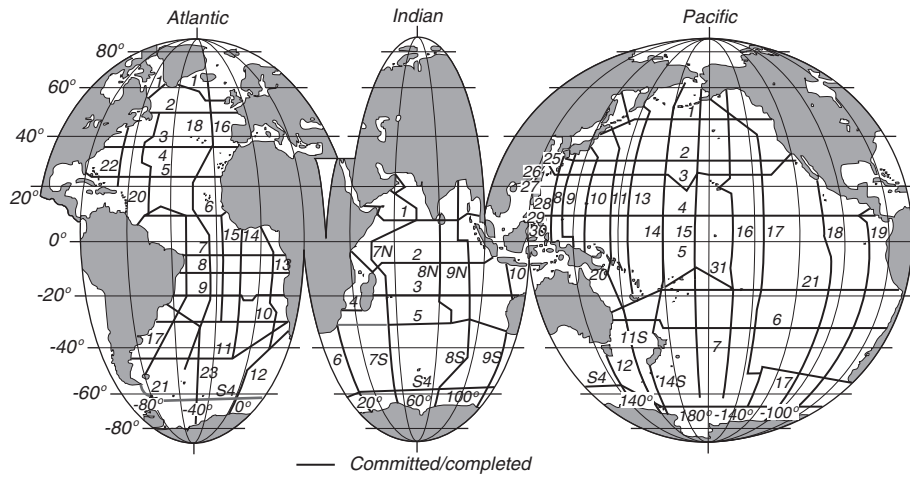 Atlantic Indian Pacific
80° 60° 40° 20° 0° -20° -40° -60° -80°
1 1
2
18 16
3
4
22 5
20 6
15 14
7
8 13
9
10
17 11
23 12
21 S4
-80° -40° 0°
1
7N 2
8N 9N 10
3
4
5
6 7S 8S 9S
S4
20° 60° 100°
1
2
25
26 3
27
28 8 9 10 11 13
29 4
30 14 15 16 17 18 19
5
20 31 21
6
11S
7
12
S4 14S 17
140° 180° -140° -100°
Committed/completed